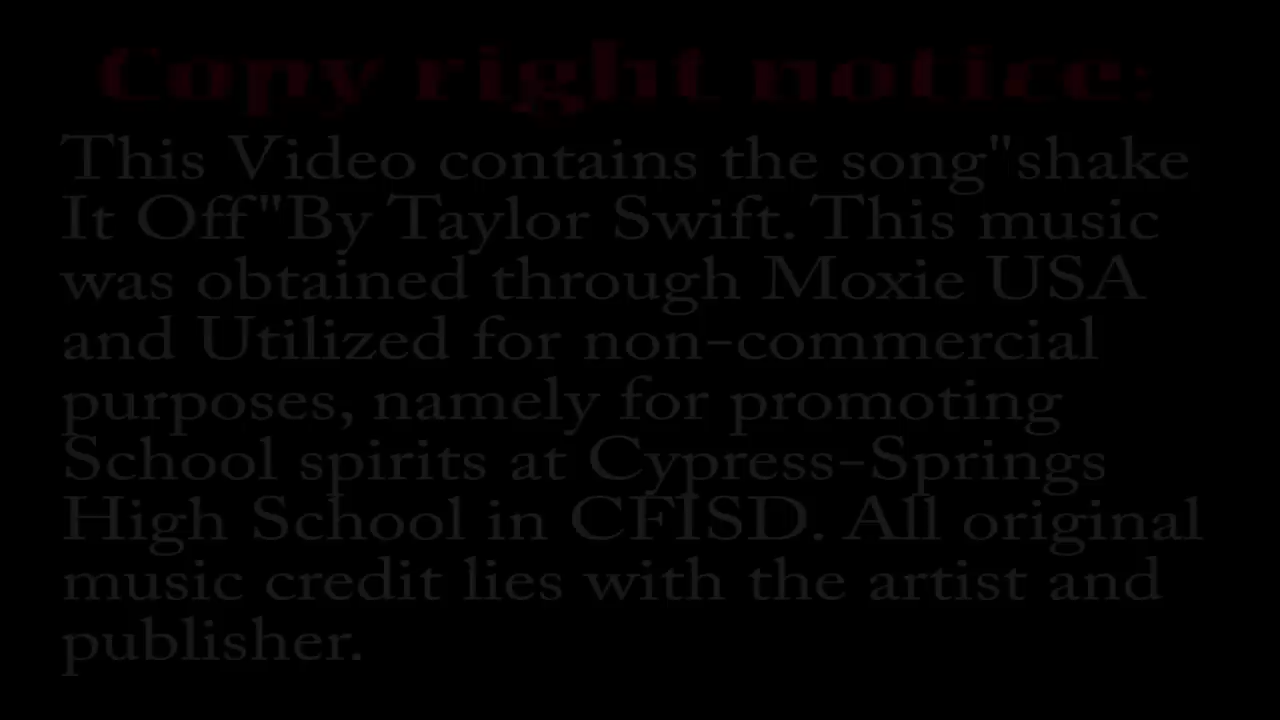 Copy right notice:
This Video contains the song"shake
It Off"By Taylor Swift. This music
was obtained through Moxie USA
and Utilized for non-commercial
purposes, namely for promoting
School spirits at Cypress-Springs
High School in CFISD. All original
music credit lies with the artist and
publisher.